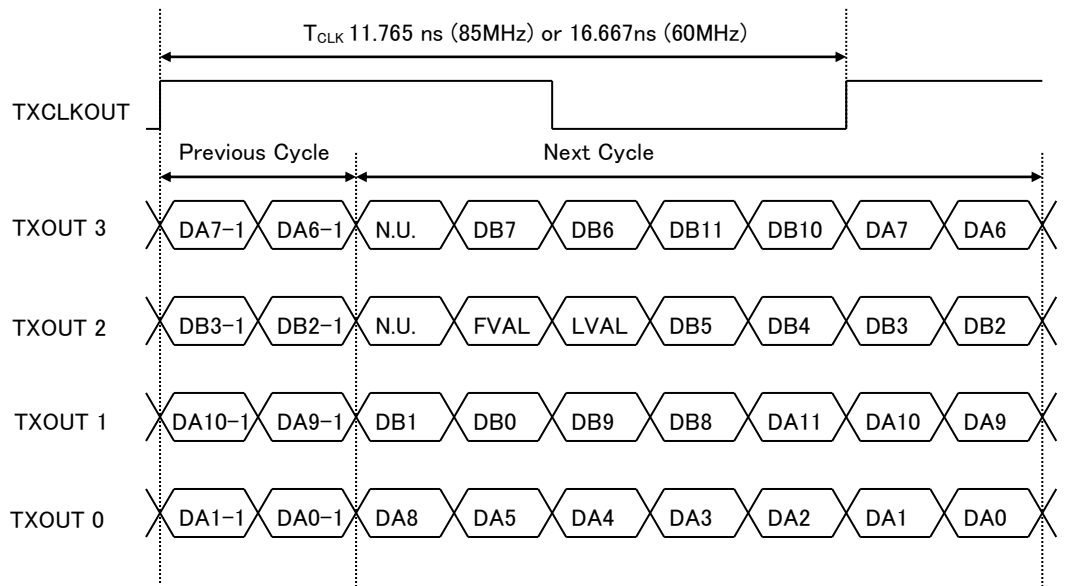 TCLK 11.765 ns (85MHz) or 16.667ns (60MHz)
TXCLKOUT
Previous Cycle Next Cycle
TXOUT 3 DA7-1 DA6-1 N.U. DB7 DB6 DB11 DB10 DA7 DA6
TXOUT 2 DB3-1 DB2-1 N.U. FVAL LVAL DB5 DB4 DB3 DB2
TXOUT 1 DA10-1 DA9-1 DB1 DB0 DB9 DB8 DA11 DA10 DA9
TXOUT 0 DA1-1 DA0-1 DA8 DA5 DA4 DA3 DA2 DA1 DA0